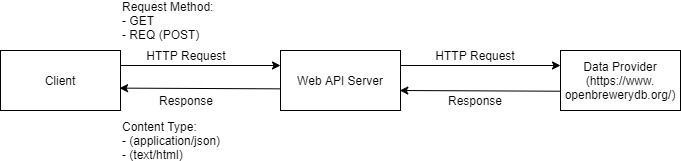 Request Method:
- GET
- REQ (POST)
HTTP Request
HTTP Request
Client
Web API Server
Data Provider
(https://www.
openbrewerydb.org/)
Response
Response
Content Type:
- (application/json)
- (text/html)